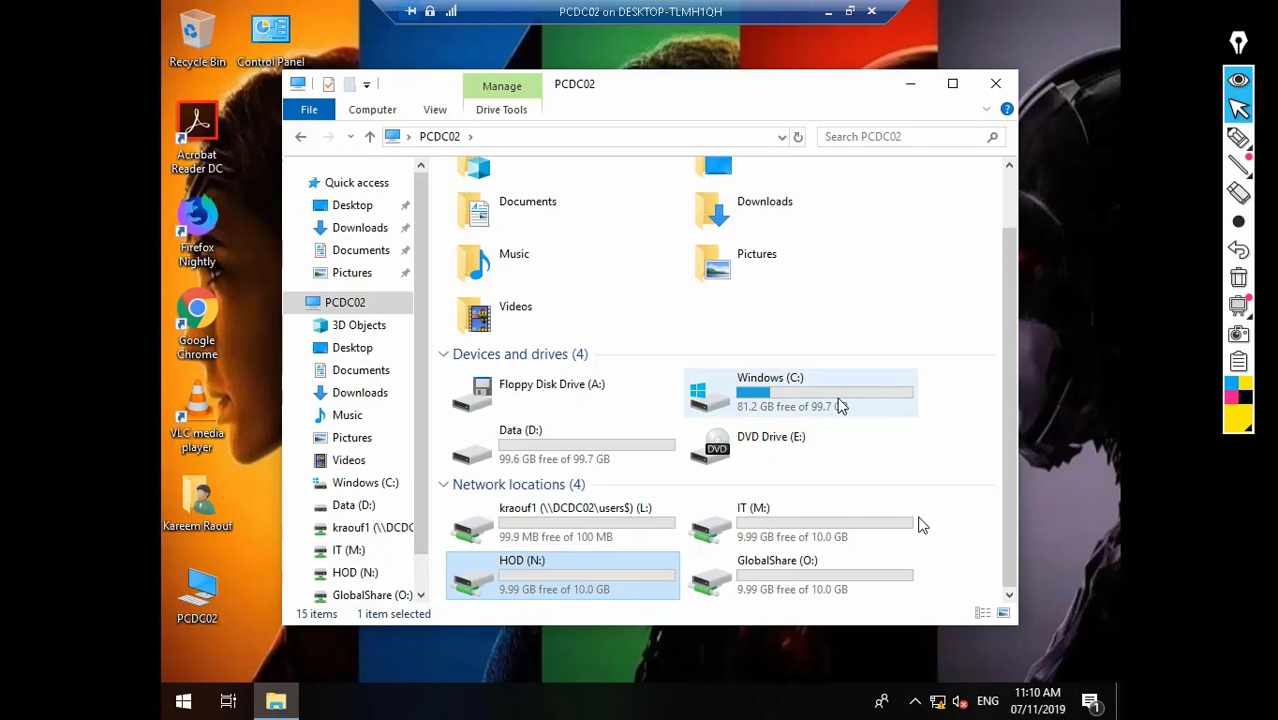 PCDC02 on DESKTOP-TLMH1QH
Recycle Bin
Control Panel
Acrobat
Reader DC
Firefox
Nightly
Google
Chrome
VLC media
player
Kareem Raouf
PCDC02
Manage
PCDC02
File
Computer
View
Drive Tools
PCDC02
Search PCDC02
Quick access
Desktop
Downloads
Documents
Pictures
PCDC02
3D Objects
Desktop
Documents
Downloads
Music
Pictures
Videos
Windows (C:)
Data (D:)
kraouf1 (\\DCDC
IT (M:)
HOD (N:)
GlobalShare (O:)
Documents
Downloads
Music
Pictures
Videos
Devices and drives (4)
Floppy Disk Drive (A:)
Windows (C:)
81.2 GB free of 99.7
Data (D:)
99.6 GB free of 99.7 GB
DVD
DVD Drive (E:)
Network locations (4)
kraouf1 (\\DCDC02\users$) (L:)
99.9 MB free of 100 MB
IT (M:)
9.99 GB free of 10.0 GB
HOD (N:)
9.99 GB free of 10.0 GB
GlobalShare (O:)
9.99 GB free of 10.0 GB
15 items
1 item selected
ENG
11:10 AM
07/11/2019
1